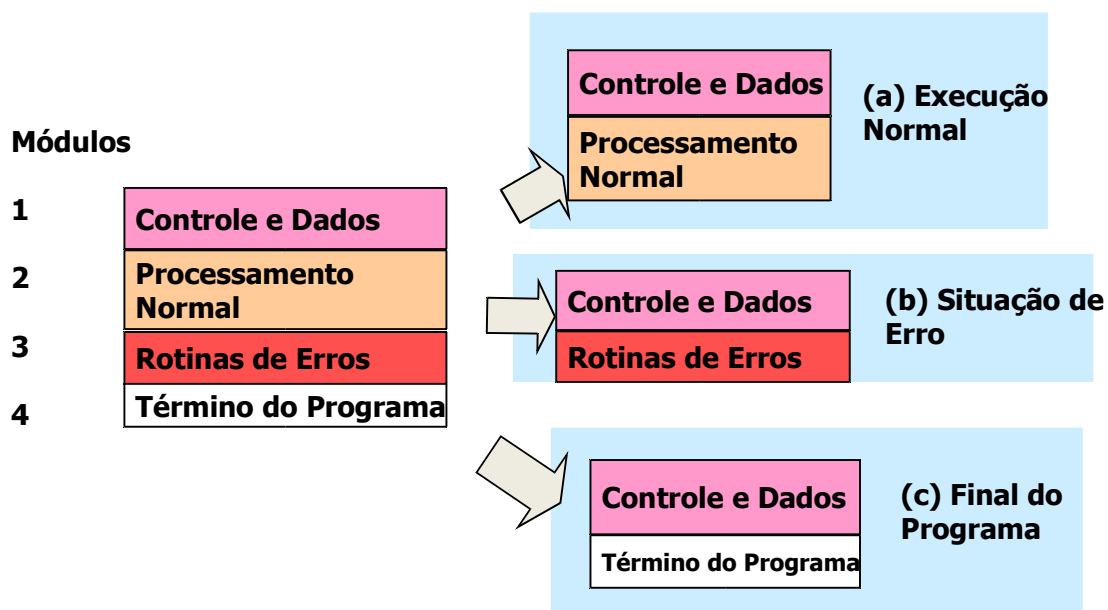 Módulos
1
2
3
4
Controle e Dados
Processamento
Normal
Rotinas de Erros
Término do Programa
Controle e Dados
Processamento
Normal
(a) Execução
Normal
Controle e Dados
Rotinas de Erros
(b) Situação de
Erro
Controle e Dados
Término do Programa
(c) Final do
Programa